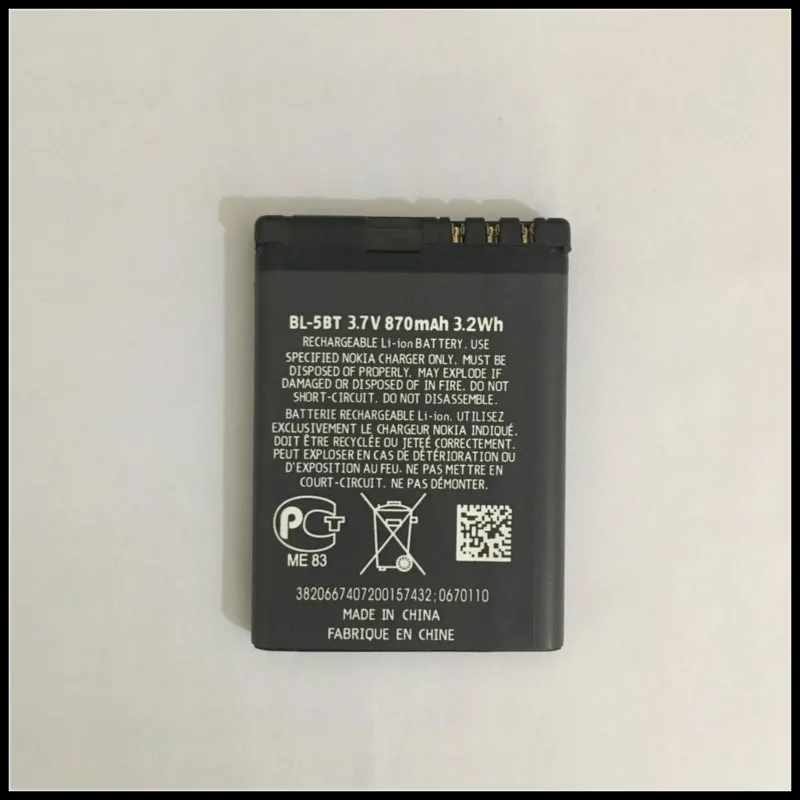 BL-5BT 3.7V 870mAh 3.2Wh
RECHARGEABLE Li-ion BATTERY. USE
SPECIFIED NOKIA CHARGER ONLY. MUST BE
DISPOSED OF PROPERLY. MAY EXPLODE IF
DAMAGED OR DISPOSED OF IN FIRE. DO NOT
SHORT-CIRCUIT. DO NOT DISASSEMBLE.
BATTERIE RECHARGEABLE Li-ion. UTILISEZ
EXCLUSIVEMENT LE CHARGEUR NOKIA INDIQUÉ.
DOIT ÊTRE RECYCLÉE OU JETEÉ CORRECTEMENT.
PEUT EXPLOSER EN CAS DE DÉTÉRIORATION OU
D'EXPOSITION AU FEU. NE PAS METTRE EN
COURT-CIRCUIT. NE PAS DÉMONTER.
РСТ
ME 83
3820667407200157432;0670110
MADE IN CHINA
FABRIQUE EN CHINE